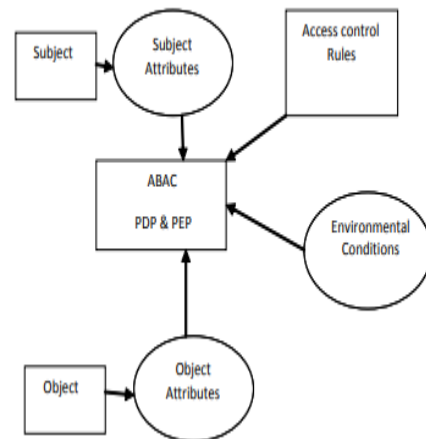 Subject
Subject
Attributes
Access control
Rules
ABAC
PDP & PEP
Environmental
Conditions
Object
Object
Attributes